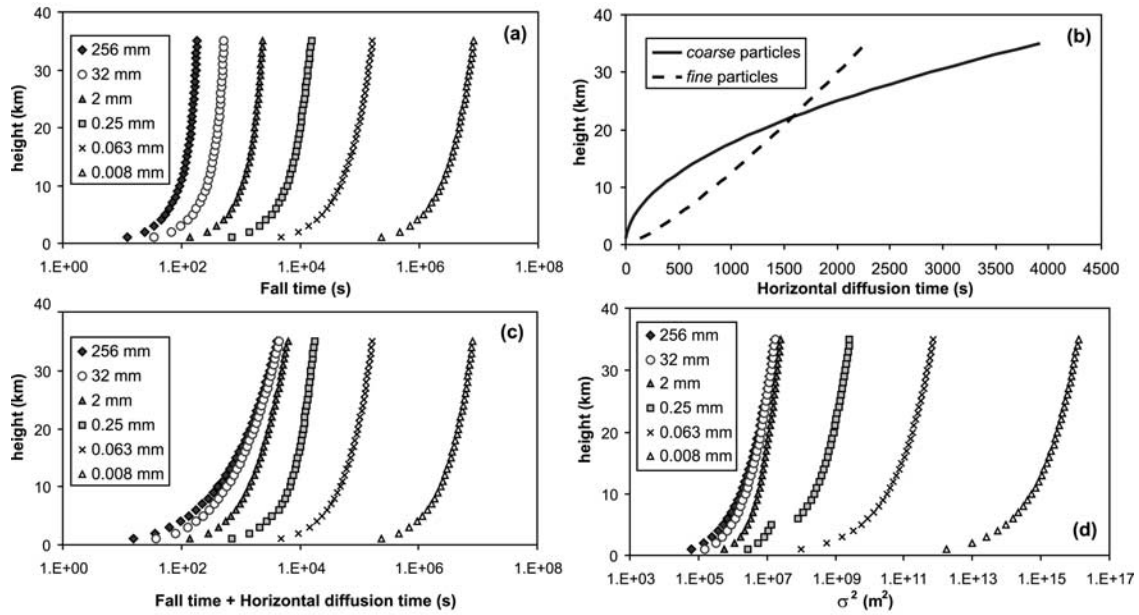 (a)
40
30
20
10
0
height (km)
256 mm
32 mm
2 mm
0.25 mm
0.063 mm
0.008 mm
1.E+00 1.E+02 1.E+04 1.E+06 1.E+08
Fall time (s)
(b)
40
30
20
10
0
height (km)
coarse particles
fine particles
0 500 1000 1500 2000 2500 3000 3500 4000 4500
Horizontal diffusion time (s)
(c)
40
30
20
10
0
height (km)
256 mm
32 mm
2 mm
0.25 mm
0.063 mm
0.008 mm
1.E+00 1.E+02 1.E+04 1.E+06 1.E+08
Fall time + Horizontal diffusion time (s)
40
30
20
10
0
height (km)
256 mm
32 mm
2 mm
0.25 mm
0.063 mm
0.008 mm
(d)
1.E+03 1.E+05 1.E+07 1.E+09 1.E+11 1.E+13 1.E+15 1.E+17
σ² (m²)